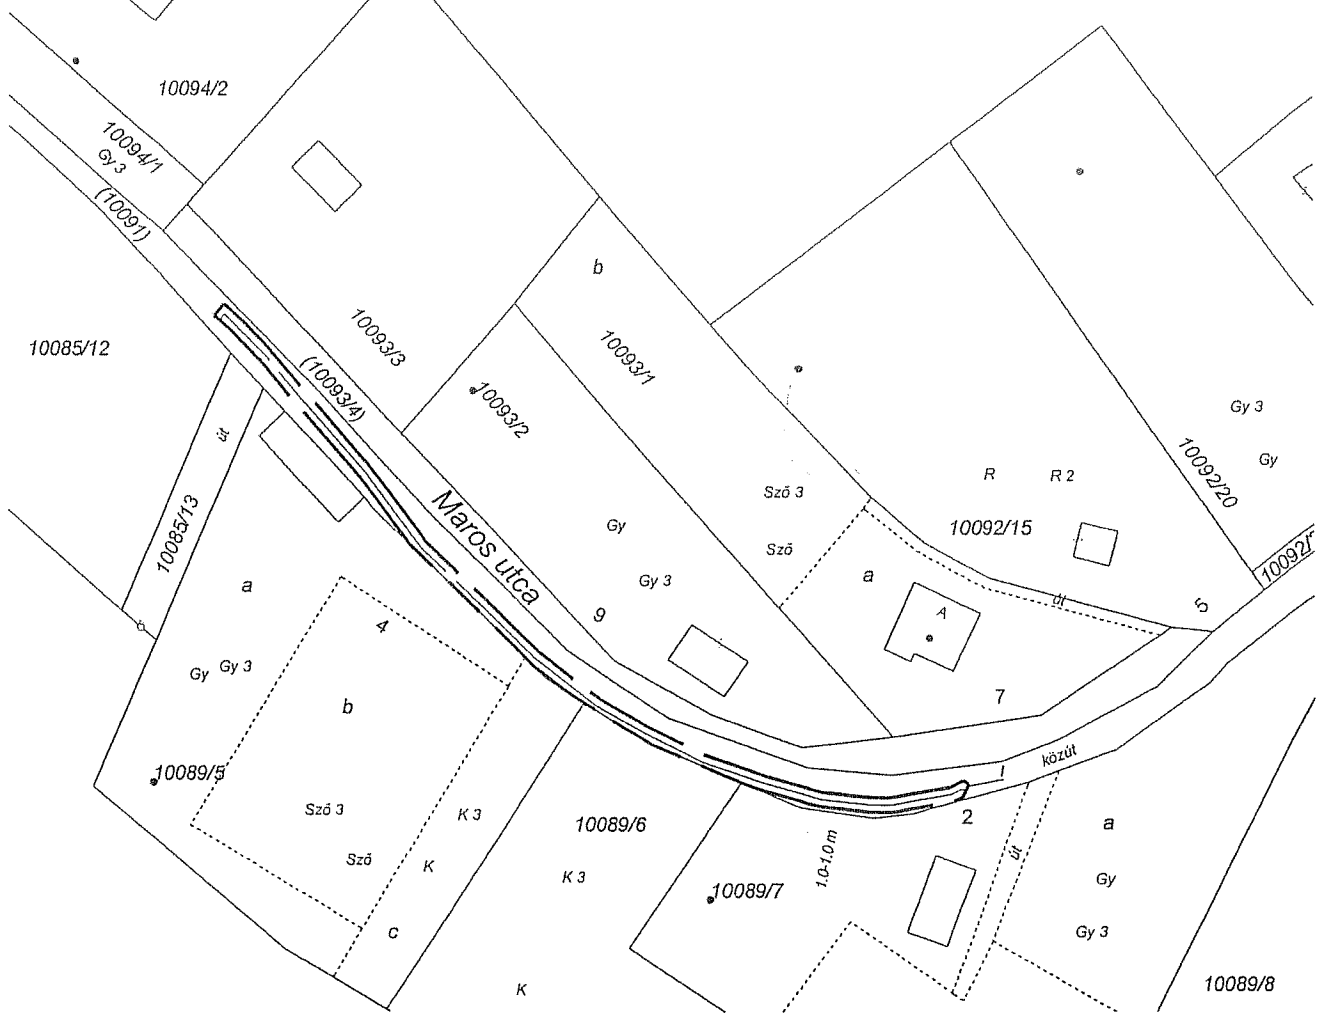 10094/2
10094/1
Gy 3
(10091)
10085/12
10093/3
(10093/4)
b
10093/1
10093/2
Gy 3
Gy
10092/20
R
R 2
10092/15
Sző 3
Sző
út
10085/13
Maros utca
Gy
Gy 3
9
a
A
út
5
7
a
4
Gy
Gy 3
b
10089/5
Sző 3
Sző
K 3
K
c
10089/6
K 3
K
10089/7
1.0-1.0 m
közút
1
2
út
a
Gy
Gy 3
10089/8